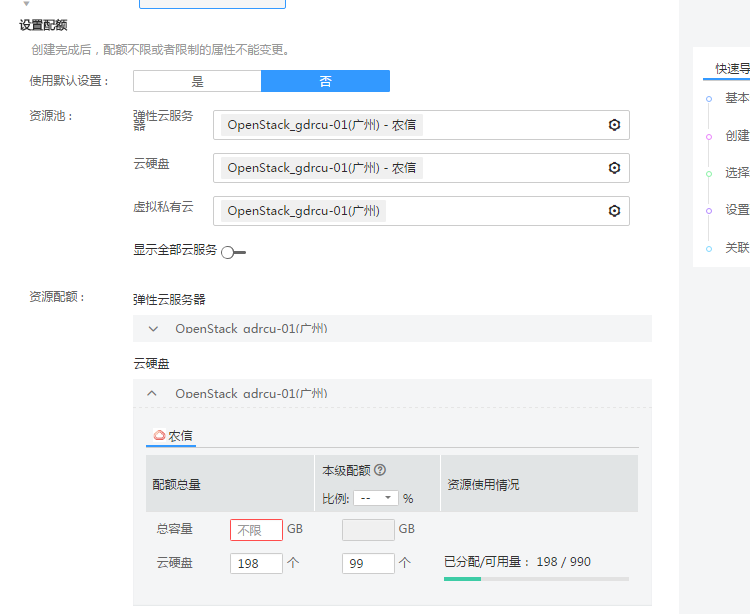 设置配额
创建完成后，配额不限或者限制的属性不能变更。
使用默认设置：
是
否
资源池：
弹性云服务器
OpenStack_gdrcu-01(广州) - 农信
云硬盘
OpenStack_gdrcu-01(广州) - 农信
虚拟私有云
OpenStack_gdrcu-01(广州)
显示全部云服务
资源配额：
弹性云服务器
OpenStack_gdrcu-01(广州)
云硬盘
OpenStack_gdrcu-01(广州)
农信
配额总量
本级配额 ?
比例: -- %
资源使用情况
总容量 不限 GB GB
云硬盘 198 个 99 个 已分配/可用量： 198 / 990
快速导
基本
创建
选择
设置
关联